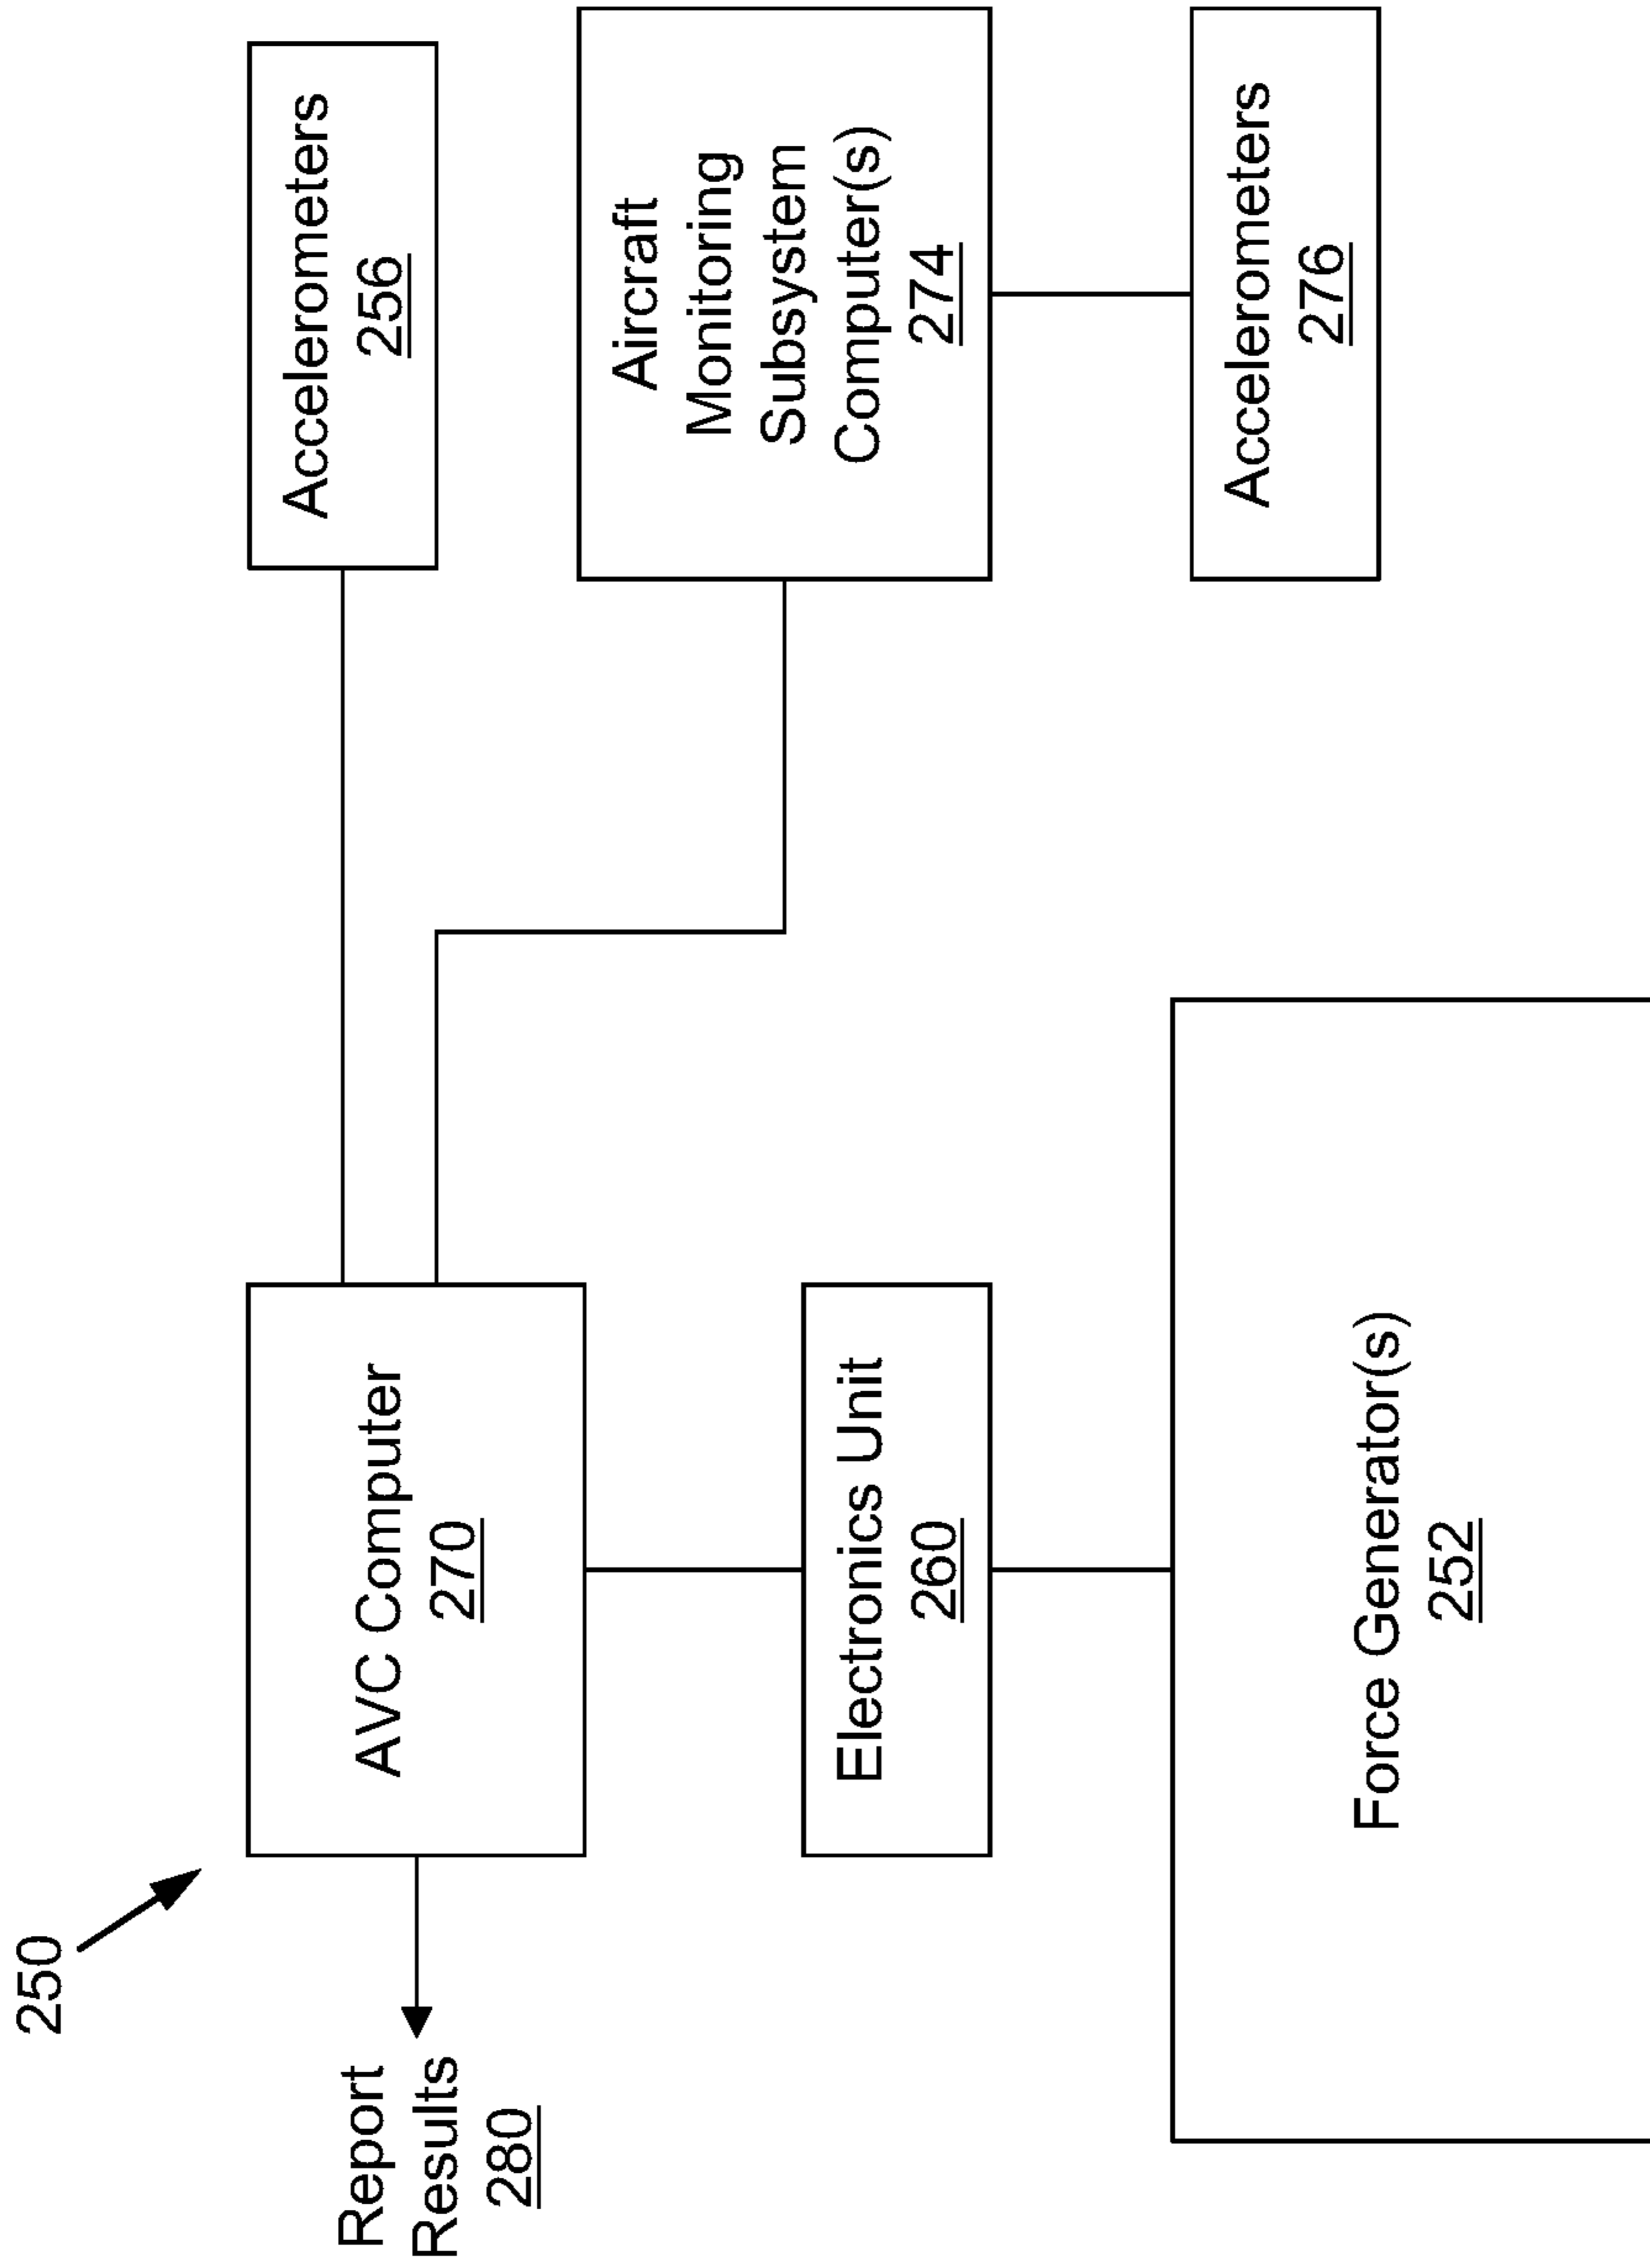 250
Report
Results
280
AVC Computer
270
Accelerometers
256
Aircraft
Monitoring
Subsystem
Computer(s)
274
Electronics Unit
260
Accelerometers
276
Force Generator(s)
252